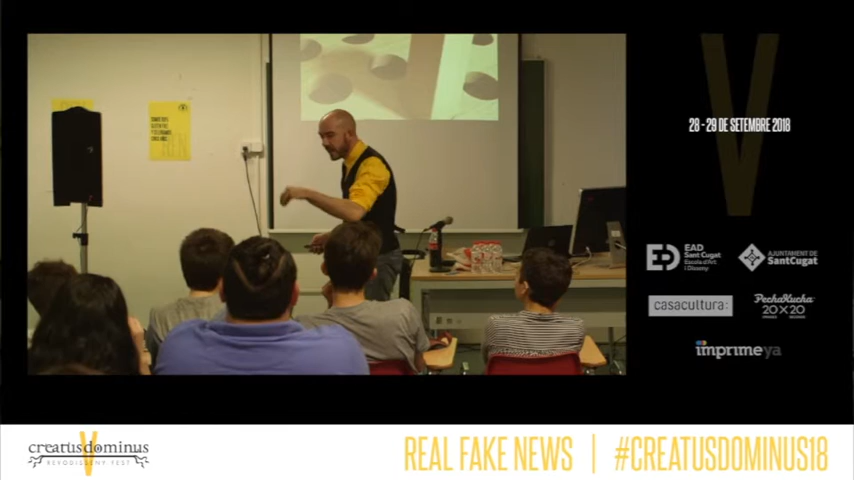 28 - 29 DE SETEMBRE 2018
EAD
Sant Cugat
Escola d'Art
i Disseny
AJUNTAMENT DE
SantCugat
casacultura:
PechaKucha
20×20
imprimeya
creatusdominus
REVODISSENY FEST
REAL FAKE NEWS | #CREATUSDOMINUS18